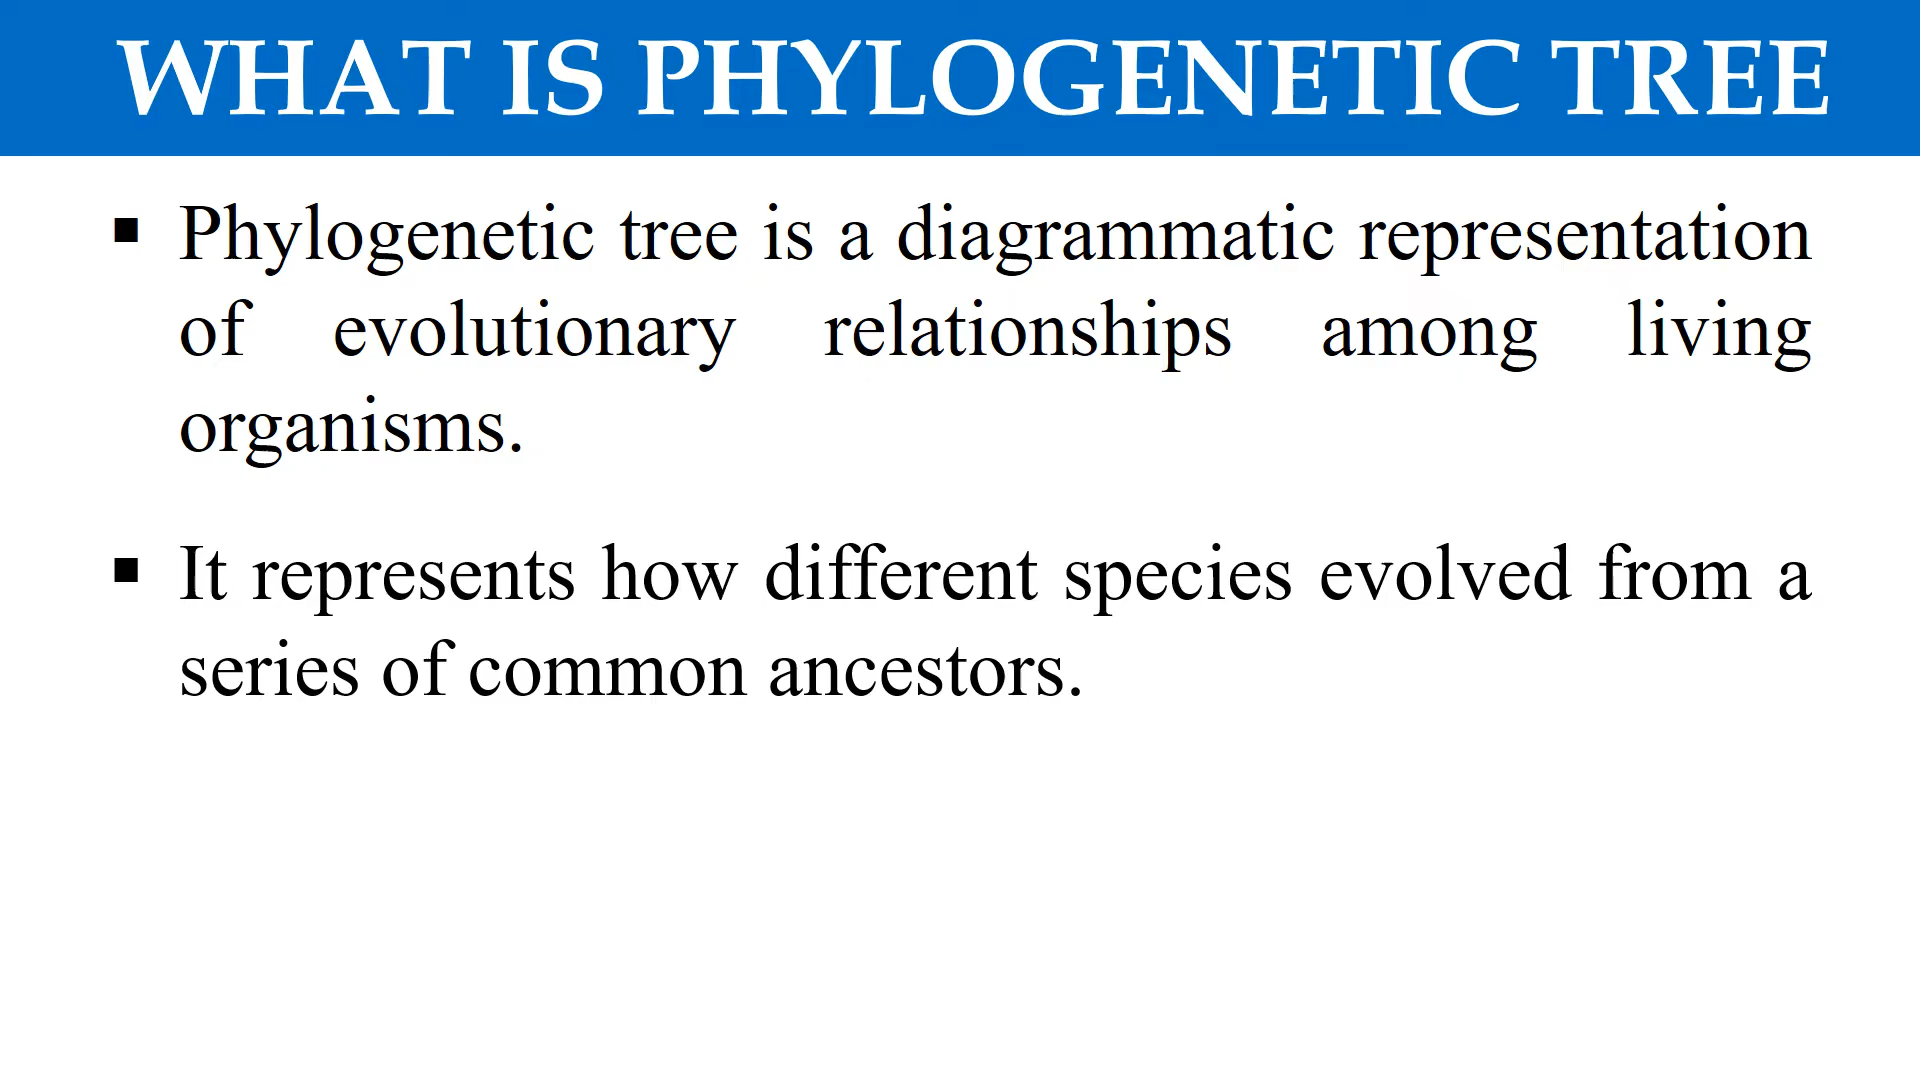 WHAT IS PHYLOGENETIC TREE
▪ Phylogenetic tree is a diagrammatic representation
of evolutionary relationships among living
organisms.
▪ It represents how different species evolved from a
series of common ancestors.